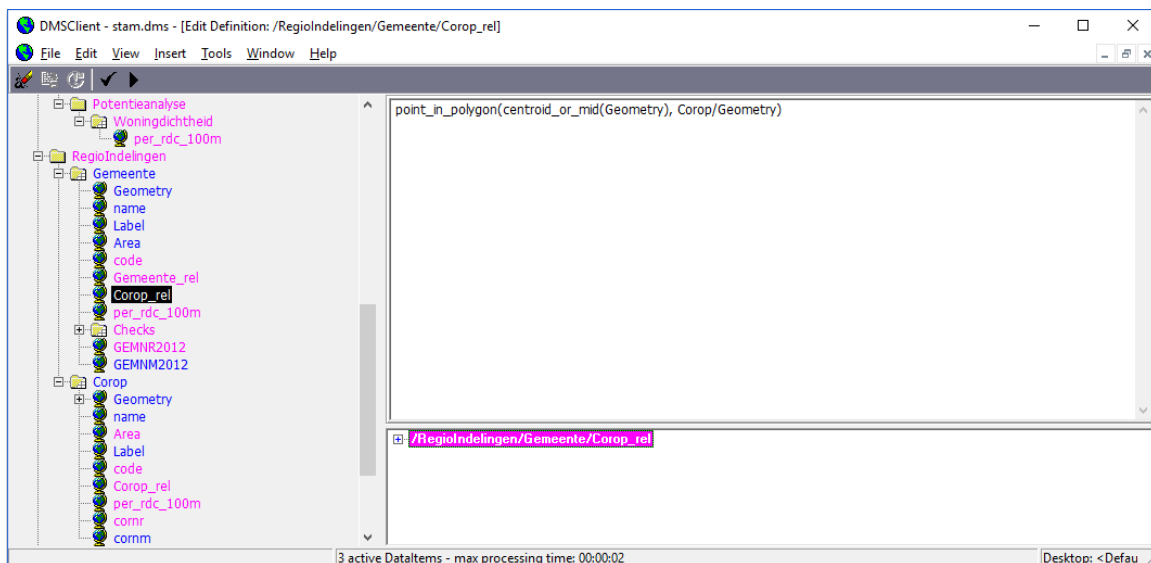 DMSClient - stam.dms - [Edit Definition: /RegioIndelingen/Gemeente/Corop_rel]
File Edit View Insert Tools Window Help
Potentieanalyse
Woningdichtheid
per_rdc_100m
RegioIndelingen
Gemeente
Geometry
name
Label
Area
code
Gemeente_rel
Corop_rel
per_rdc_100m
Checks
GEMNR2012
GEMNM2012
Corop
Geometry
name
Area
Label
code
Corop_rel
per_rdc_100m
cornr
cornm
point_in_polygon(centroid_or_mid(Geometry), Corop/Geometry)
/RegioIndelingen/Gemeente/Corop_rel
3 active DataItems - max processing time: 00:00:02
Desktop: <Defau